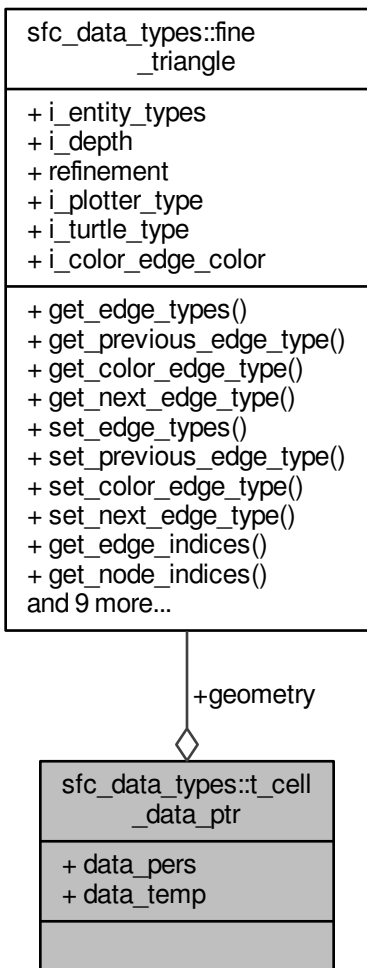 sfc_data_types::fine
_triangle
+ i_entity_types
+ i_depth
+ refinement
+ i_plotter_type
+ i_turtle_type
+ i_color_edge_color
+ get_edge_types()
+ get_previous_edge_type()
+ get_color_edge_type()
+ get_next_edge_type()
+ set_edge_types()
+ set_previous_edge_type()
+ set_color_edge_type()
+ set_next_edge_type()
+ get_edge_indices()
+ get_node_indices()
and 9 more...
+geometry
sfc_data_types::t_cell
_data_ptr
+ data_pers
+ data_temp